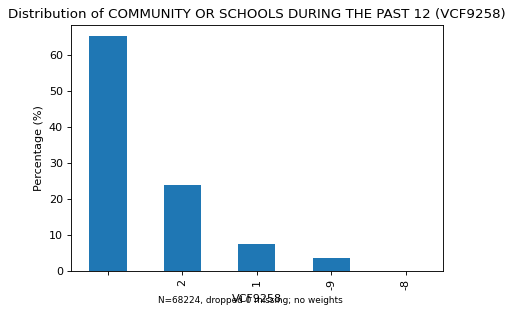 Distribution of COMMUNITY OR SCHOOLS DURING THE PAST 12 (VCF9258)
60
50
40
30
20
10
0
Percentage (%)
2
1
-9
-8
VCF9258
N=68224, dropped 0 missing; no weights